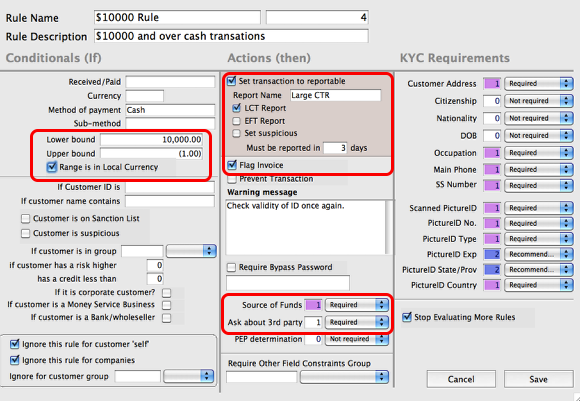 Rule Name $10000 Rule 4
Rule Description $10000 and over cash transations
Conditionals (If)
Received/Paid
Currency
Method of payment Cash
Sub-method
Lower bound 10,000.00
Upper bound (1.00)
Range is in Local Currency
If Customer ID is
If customer name contains
Customer is on Sanction List
Customer is suspicious
If customer is in group
if customer has a risk higher 0
has a credit less than 0
If it is corporate customer?
If customer is a Money Service Business
If customer is a Bank/wholeseller
Ignore this rule for customer 'self'
Ignore this rule for companies
Ignore for customer group
Actions (then)
Set transaction to reportable
Report Name Large CTR
LCT Report
EFT Report
Set suspicious
Must be reported in 3 days
Flag Invoice
Prevent Transaction
Warning message
Check validity of ID once again.
Require Bypass Password
Source of Funds 1 Required
Ask about 3rd party 1 Required
PEP determination 0 Not required
Require Other Field Constraints Group
KYC Requirements
Customer Address 1 Required
Citizenship 0 Not required
Nationality 0 Not required
DOB 0 Not required
Occupation 1 Required
Main Phone 1 Required
SS Number 1 Required
Scanned PictureID 1 Required
PictureID No. 1 Required
PictureID Type 1 Required
PictureID Exp 2 Recommend...
PictureID State/Prov 2 Recommend...
PictureID Country 1 Required
Stop Evaluating More Rules
Cancel Save